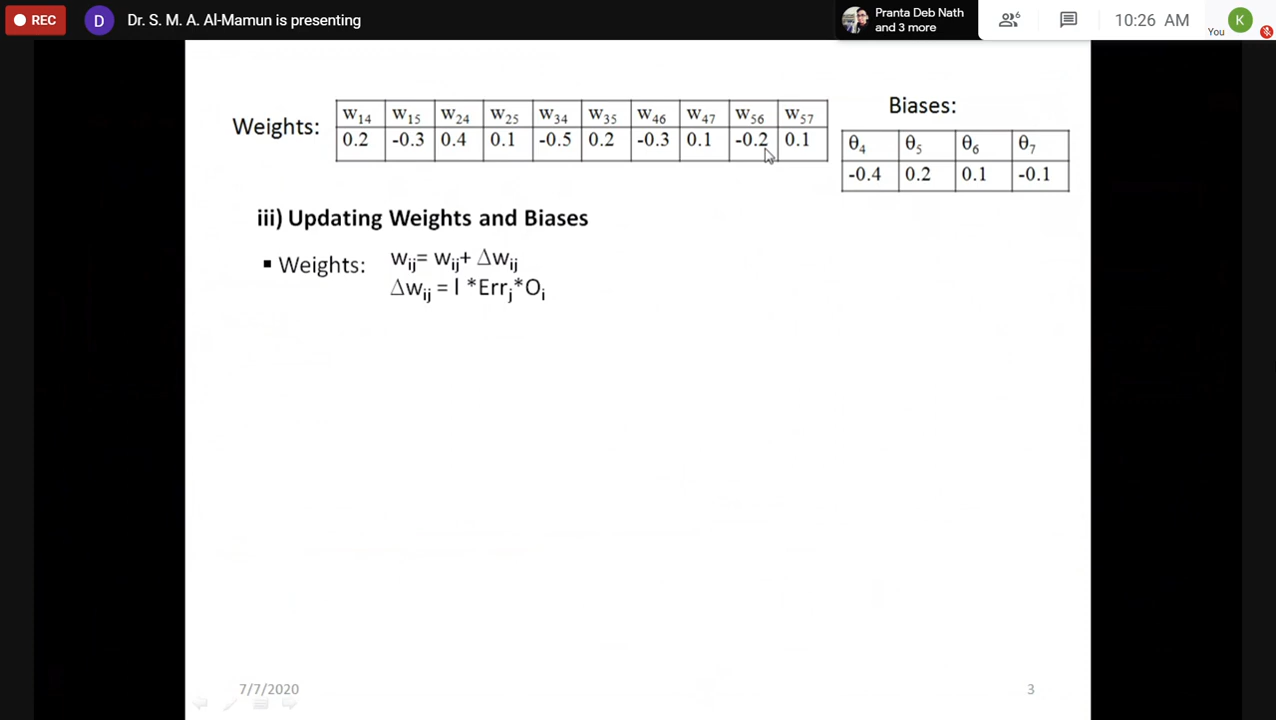 REC
D
Dr. S. M. A. Al-Mamun is presenting
Pranta Deb Nath
and 3 more
6
10:26 AM
K
You
Weights:
w14 w15 w24 w25 w34 w35 w46 w47 w56 w57
0.2 -0.3 0.4 0.1 -0.5 0.2 -0.3 0.1 -0.2 0.1
Biases:
θ4 θ5 θ6 θ7
-0.4 0.2 0.1 -0.1
iii) Updating Weights and Biases
▪ Weights: wij= wij+ Δwij
Δwij = l *Errj*Oi
7/7/2020
3